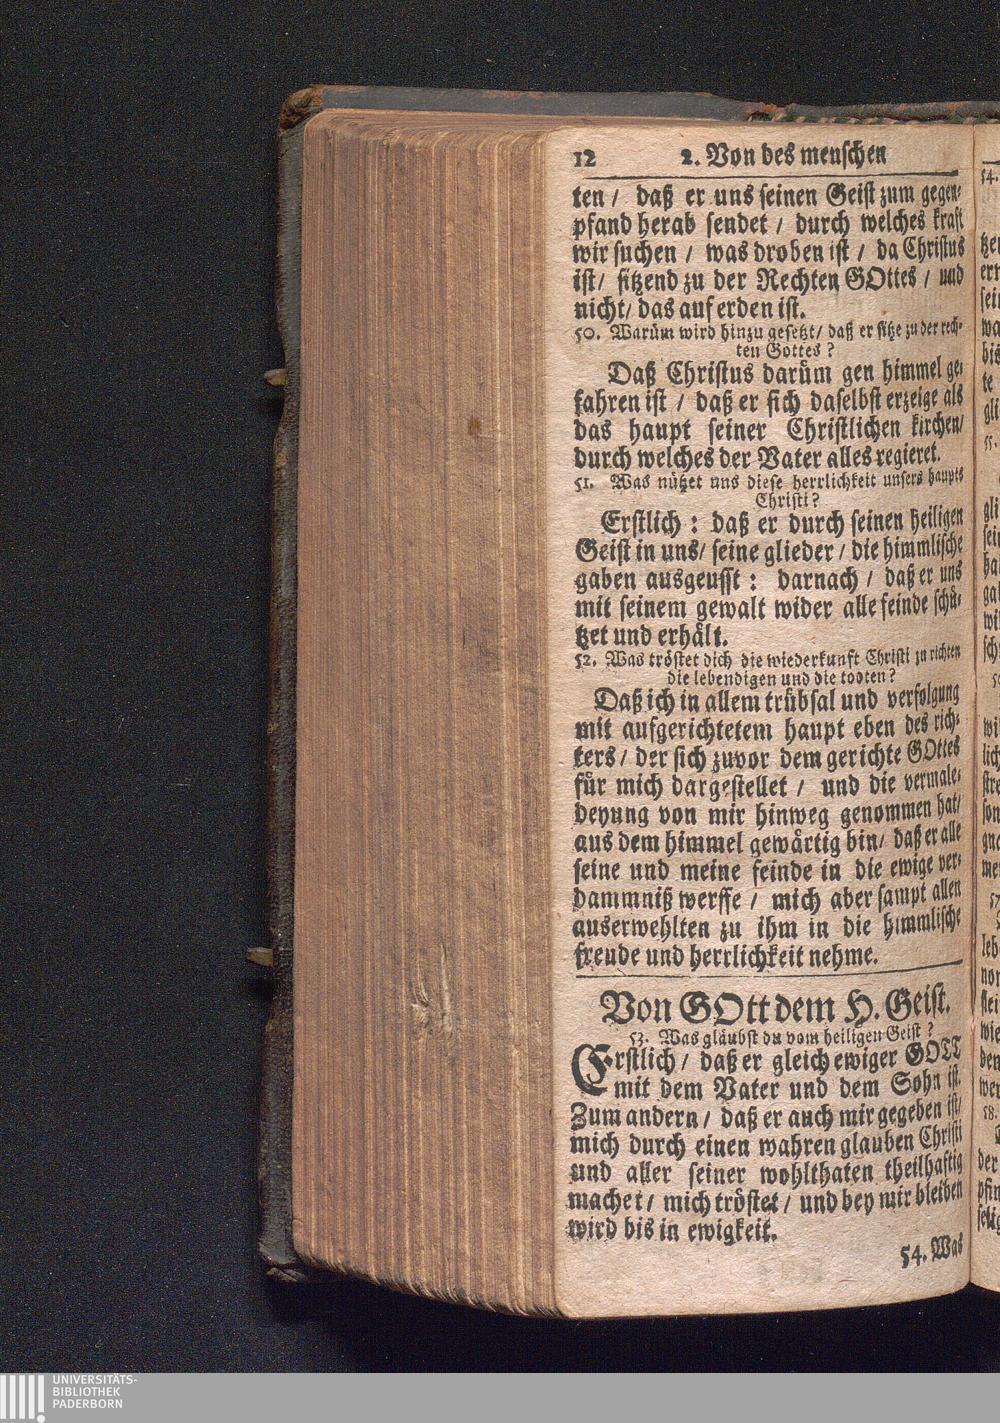 12 2. Von des menschen
ten / daß er uns seinen Geist zum gegen-
pfand herab sendet / durch welches kraft
wir suchen / was droben ist / da Christus
ist / sitzend zu der Rechten GOttes / und
nicht / das auf erden ist.
50. Warüm wird hinzu gesetzt / daß er sitze zu der rech-
ten Gottes ?
Daß Christus darüm gen himmel ge-
fahren ist / daß er sich daselbst erzeige als
das haupt seiner Christlichen kirchen /
durch welches der Vater alles regieret.
51. Was nützet uns diese herrlichkeit unsers haupts
Christi ?
Erstlich : daß er durch seinen heiligen
Geist in uns / seine glieder / die himmlische
gaben ausgeusst : darnach / daß er uns
mit seinem gewalt wider alle feinde schü-
tzet und erhält.
52. Was tröstet dich die wiederkunft Christi zu richten
die lebendigen und die todten ?
Daß ich in allem trübsal und verfolgung
mit aufgerichtetem haupt eben des rich-
ters / der sich zuvor dem gerichte GOttes
für mich dargestellet / und die vermale-
deyung von mir hinweg genommen hat /
aus dem himmel gewärtig bin / daß er alle
seine und meine feinde in die ewige ver-
dammniß werffe / mich aber sampt allen
auserwehlten zu ihm in die himmlische
freude und herrlichkeit nehme.
Von GOtt dem H. Geist.
53. Was gläubst du vom heiligen Geist ?
Erstlich / daß er gleich ewiger GOTT
mit dem Vater und dem Sohn ist.
Zum andern / daß er auch mir gegeben ist /
mich durch einen wahren glauben Christi
und aller seiner wohlthaten theilhaftig
machet / mich tröstet / und bey mir bleiben
wird bis in ewigkeit.
54. Was
UNIVERSITÄTS-
BIBLIOTHEK
PADERBORN